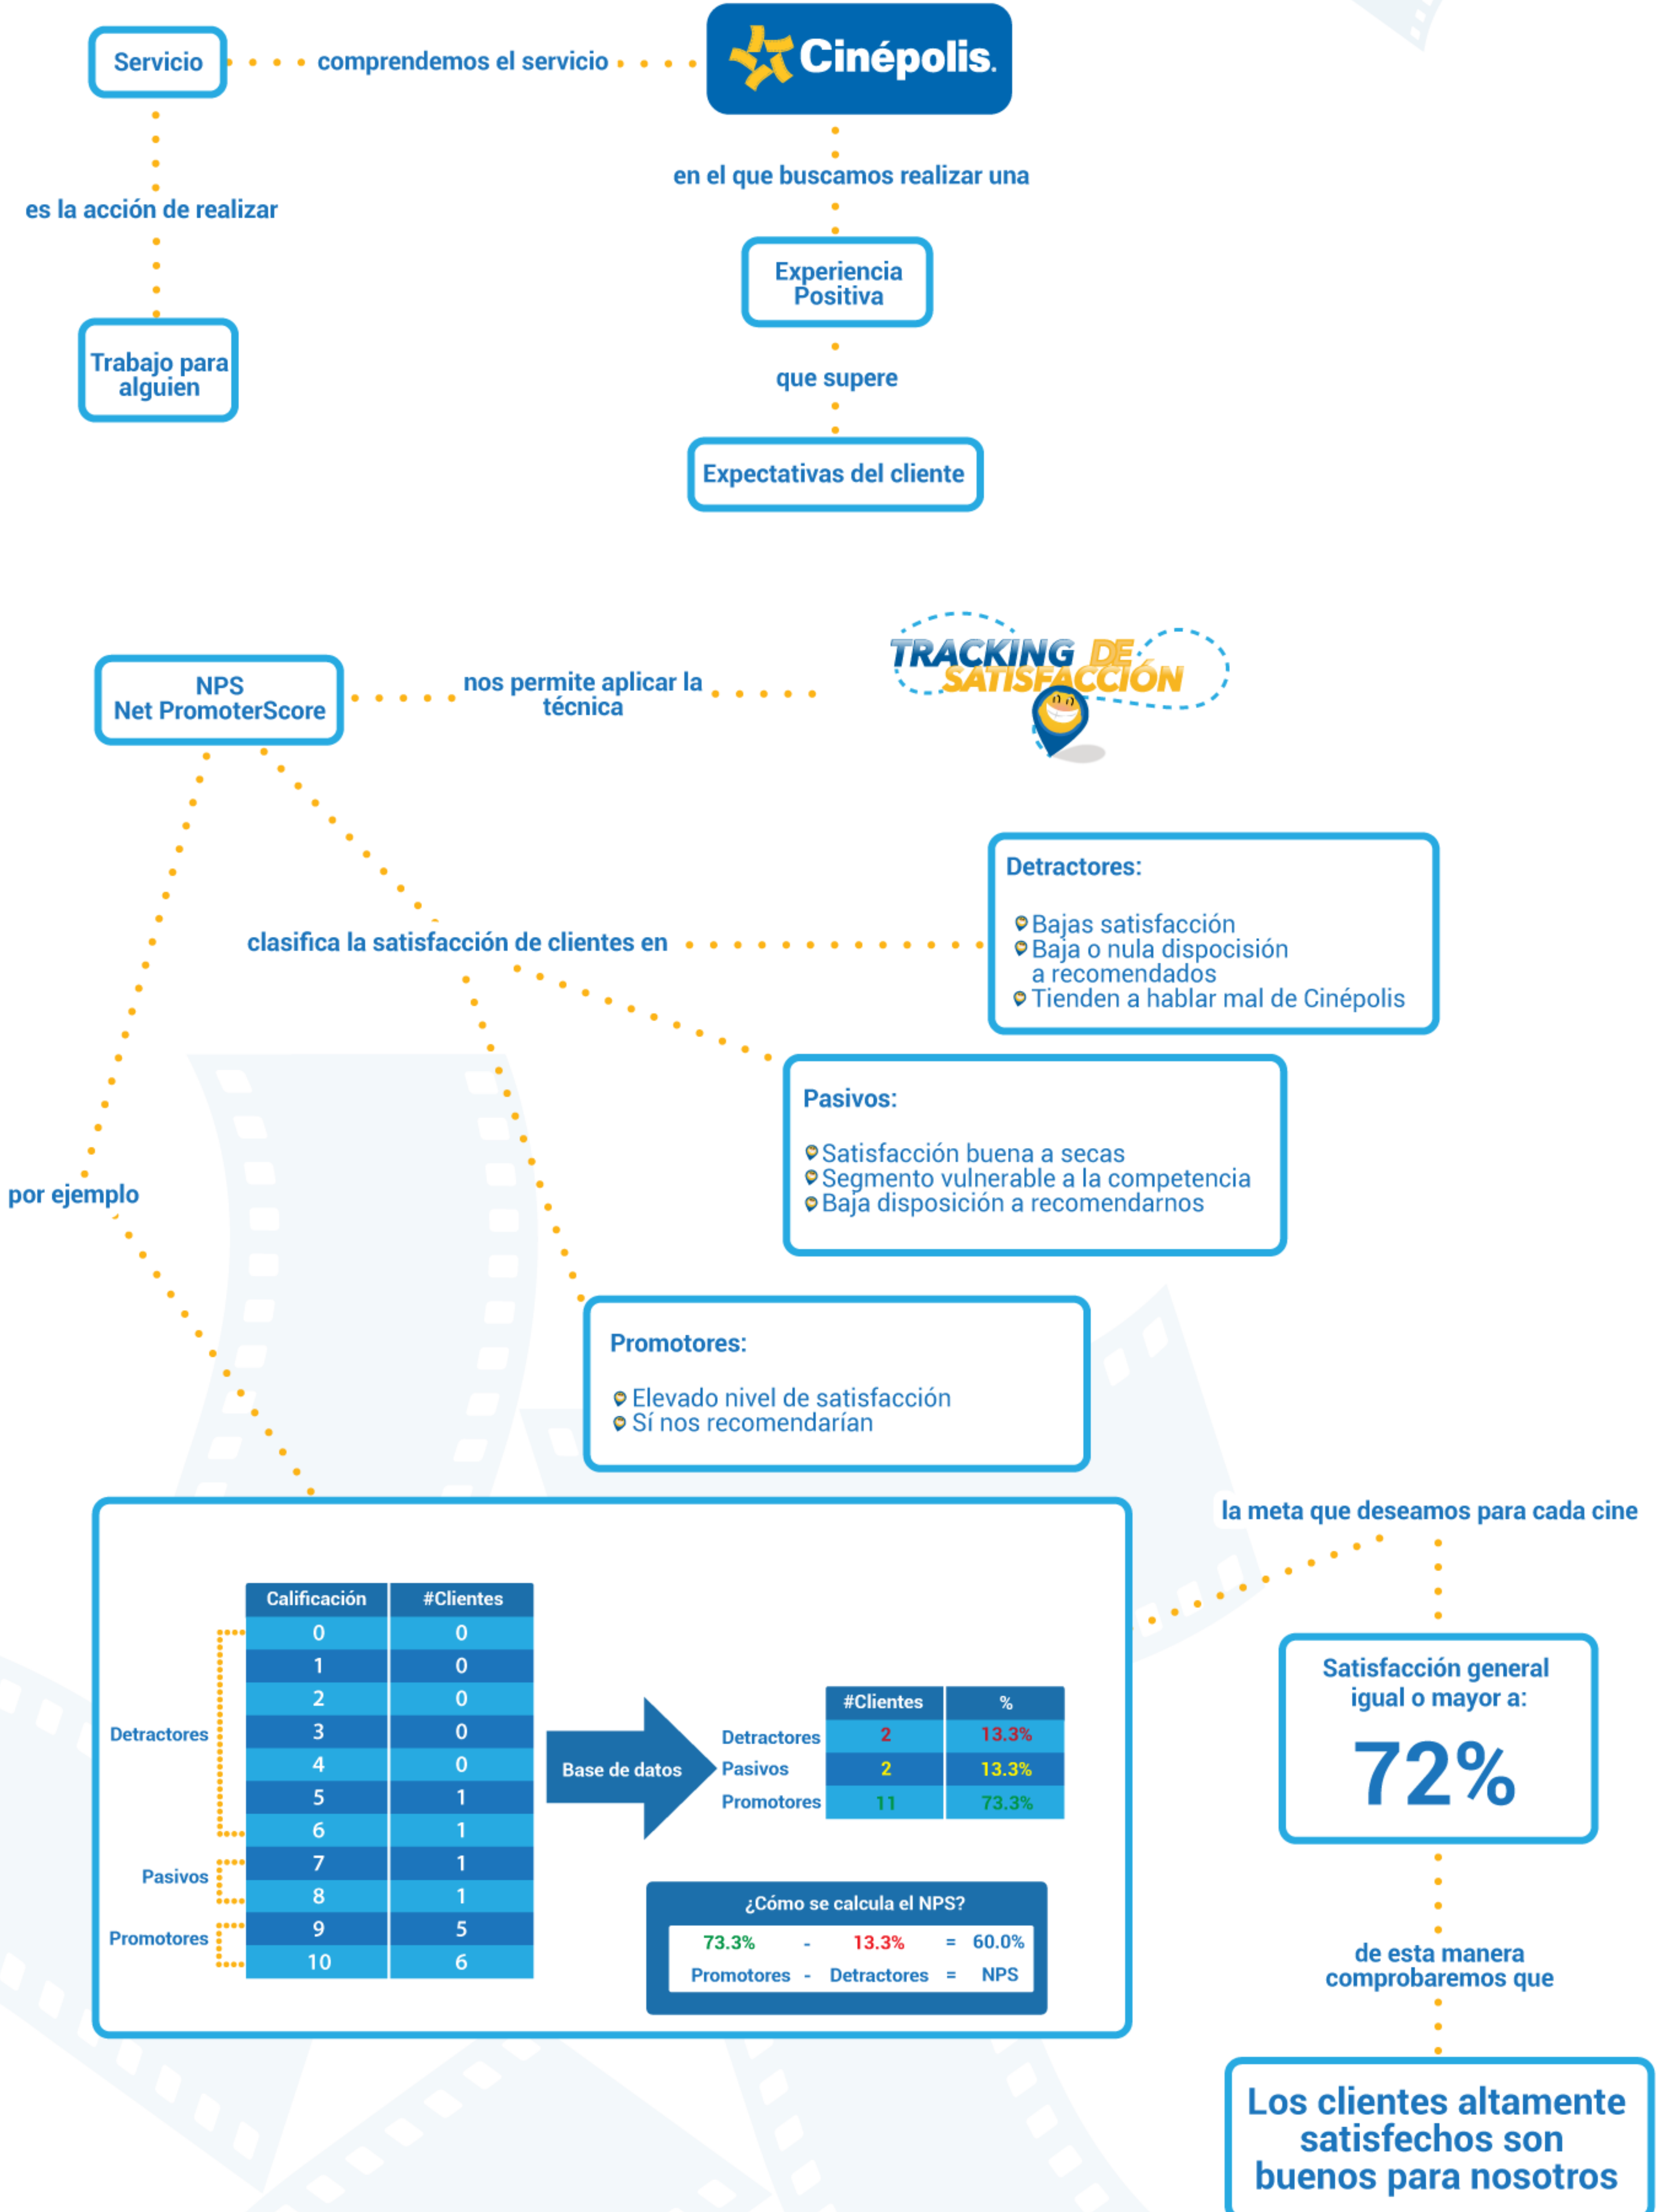 Servicio
comprendemos el servicio
Cinépolis.
es la acción de realizar
Trabajo para
alguien
en el que buscamos realizar una
Experiencia
Positiva
que supere
Expectativas del cliente
NPS
Net PromoterScore
nos permite aplicar la
técnica
TRACKING DE
SATISFACCIÓN
clasifica la satisfacción de clientes en
Detractores:
Bajas satisfacción
Baja o nula dispocisión
a recomendados
Tienden a hablar mal de Cinépolis
Pasivos:
Satisfacción buena a secas
Segmento vulnerable a la competencia
Baja disposición a recomendarnos
Promotores:
Elevado nivel de satisfacción
Sí nos recomendarían
por ejemplo
Calificación #Clientes
0 0
1 0
2 0
3 0
4 0
5 1
6 1
7 1
8 1
9 5
10 6
Detractores
Pasivos
Promotores
Base de datos
#Clientes %
Detractores 2 13.3%
Pasivos 2 13.3%
Promotores 11 73.3%
¿Cómo se calcula el NPS?
73.3% - 13.3% = 60.0%
Promotores - Detractores = NPS
la meta que deseamos para cada cine
Satisfacción general
igual o mayor a:
72%
de esta manera
comprobaremos que
Los clientes altamente
satisfechos son
buenos para nosotros